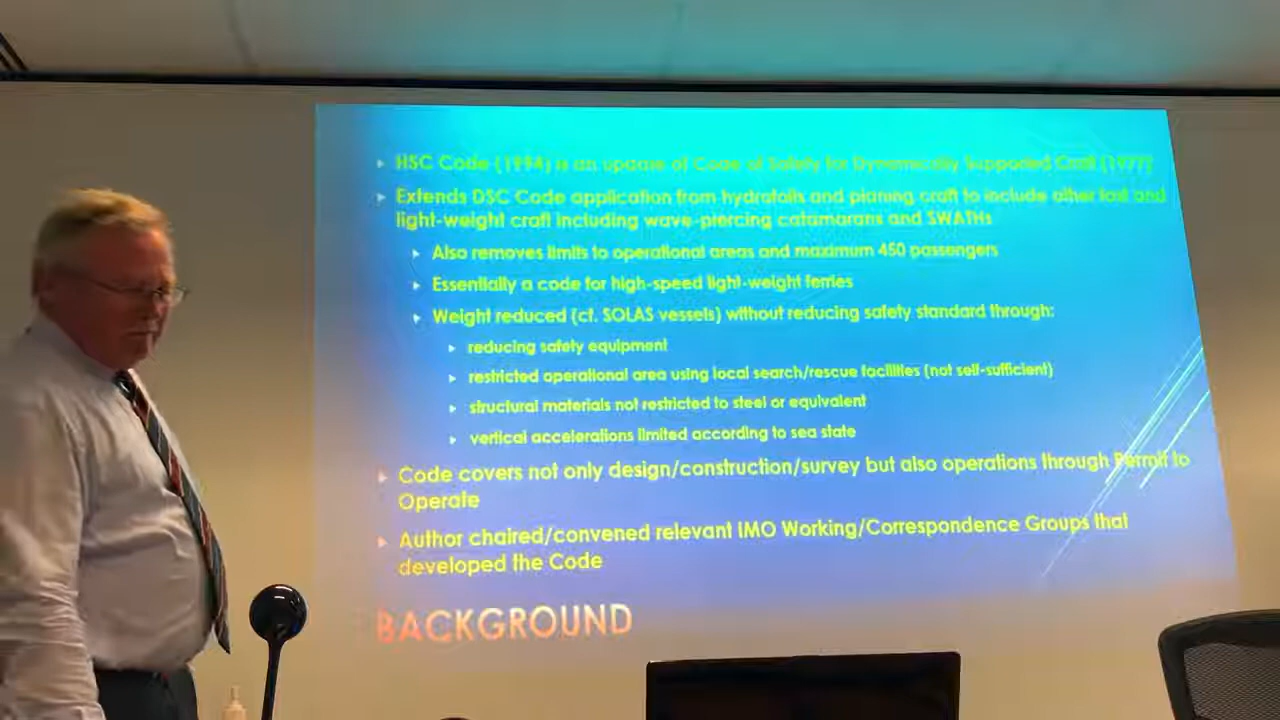 HSC Code (1994) is an update of Code of Safety for Dynamically Supported Craft (1977)
Extends DSC Code application from hydrofoils and planing craft to include other fast and
light-weight craft including wave-piercing catamarans and SWATHs
Also removes limits to operational areas and maximum 450 passengers
Essentially a code for high-speed light-weight ferries
Weight reduced (cf. SOLAS vessels) without reducing safety standard through:
reducing safety equipment
restricted operational area using local search/rescue facilities (not self-sufficient)
structural materials not restricted to steel or equivalent
vertical accelerations limited according to sea state
Code covers not only design/construction/survey but also operations through Permit to
Operate
Author chaired/convened relevant IMO Working/Correspondence Groups that
developed the Code
BACKGROUND